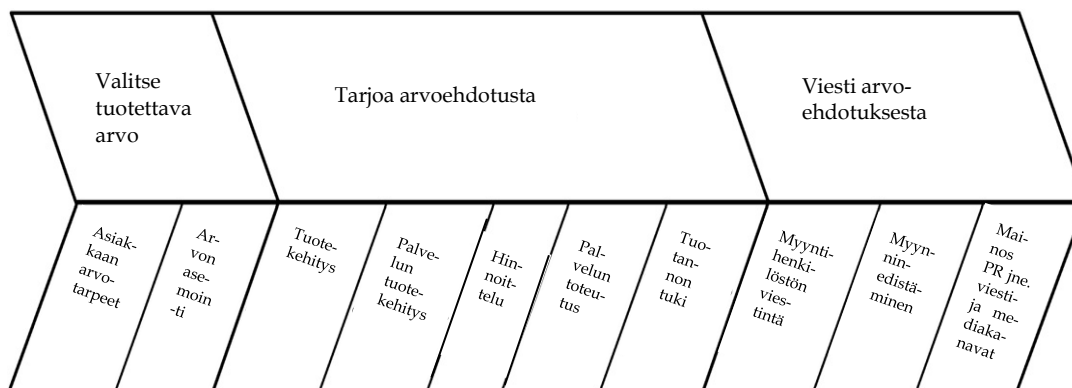 Valitse
tuotettava
arvo
Tarjoa arvoehdotusta
Viesti arvo-
ehdotuksesta
Asiak-
kaan
arvo-
tarpeet
Ar-
von
ase-
moin
-ti
Tuote-
kehitys
Palve-
lun
tuote-
kehitys
Hin-
noit-
telu
Pal-
velun
toteu-
tus
Tuo-
tan-
non
tuki
Myynti-
henki-
löstön
vies-
tintä
Myyn-
nin-
edistä-
minen
Mai-
nos
PR jne.
viesti-
ja me-
diaka-
navat